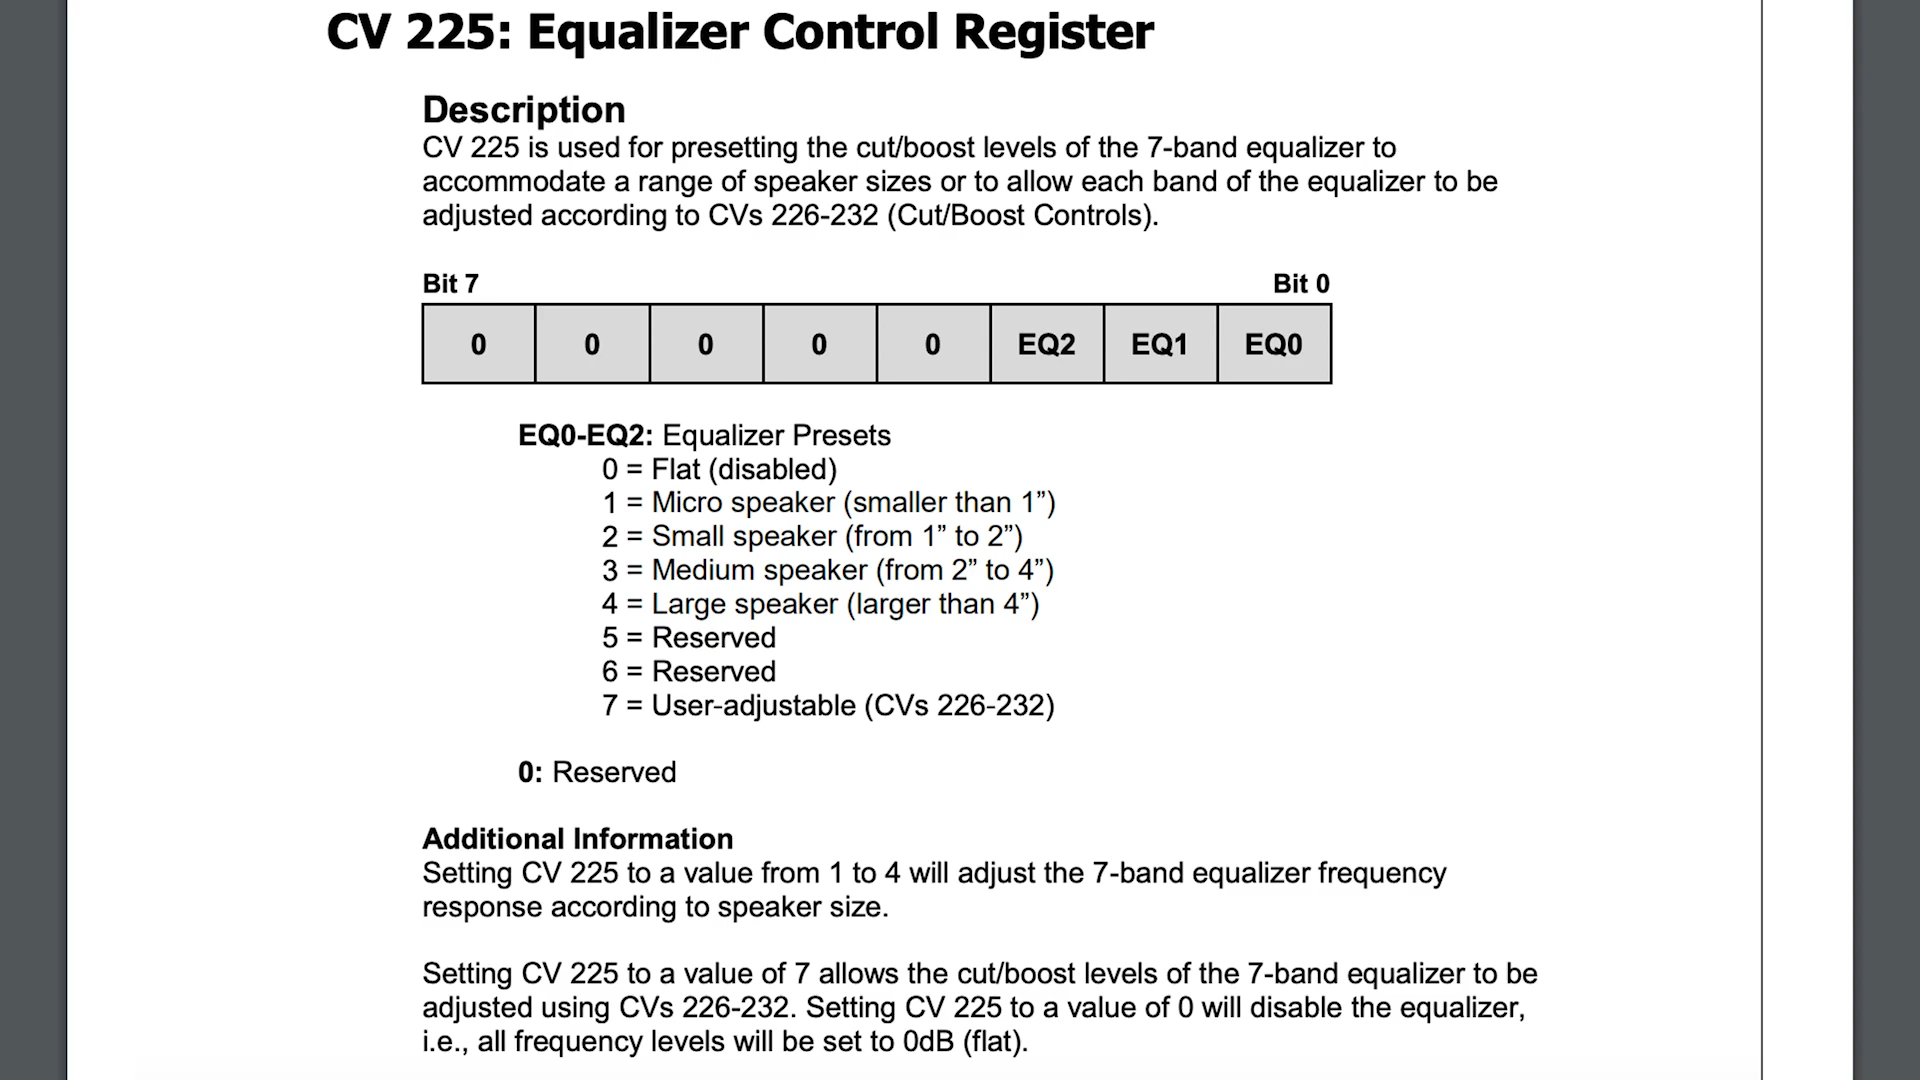 CV 225: Equalizer Control Register
Description
CV 225 is used for presetting the cut/boost levels of the 7-band equalizer to
accommodate a range of speaker sizes or to allow each band of the equalizer to be
adjusted according to CVs 226-232 (Cut/Boost Controls).
Bit 7 Bit 0
0 0 0 0 0 EQ2 EQ1 EQ0
EQ0-EQ2: Equalizer Presets
0 = Flat (disabled)
1 = Micro speaker (smaller than 1”)
2 = Small speaker (from 1” to 2”)
3 = Medium speaker (from 2” to 4”)
4 = Large speaker (larger than 4”)
5 = Reserved
6 = Reserved
7 = User-adjustable (CVs 226-232)
0: Reserved
Additional Information
Setting CV 225 to a value from 1 to 4 will adjust the 7-band equalizer frequency
response according to speaker size.
Setting CV 225 to a value of 7 allows the cut/boost levels of the 7-band equalizer to be
adjusted using CVs 226-232. Setting CV 225 to a value of 0 will disable the equalizer,
i.e., all frequency levels will be set to 0dB (flat).